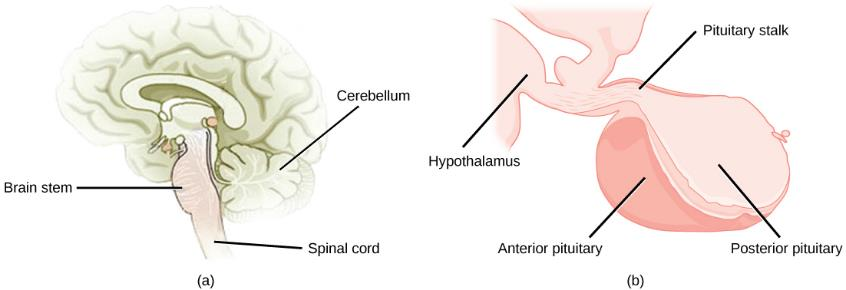 Cerebellum
Brain stem
Spinal cord
(a)
Pituitary stalk
Hypothalamus
Anterior pituitary
Posterior pituitary
(b)